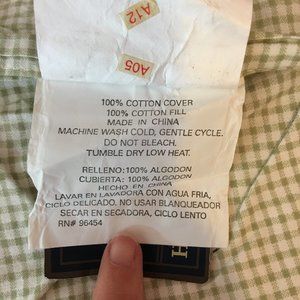 A12
A05
100% COTTON COVER
100% COTTON FILL
MADE IN CHINA
MACHINE WASH COLD, GENTLE CYCLE.
DO NOT BLEACH.
TUMBLE DRY LOW HEAT.
RELLENO: 100% ALGODON
CUBIERTA: 100% ALGODON
HECHO EN CHINA
LAVAR EN LAVADORA CON AGUA FRIA,
CICLO DELICADO. NO USAR BLANQUEADOR
SECAR EN SECADORA, CICLO LENTO
RN# 96454